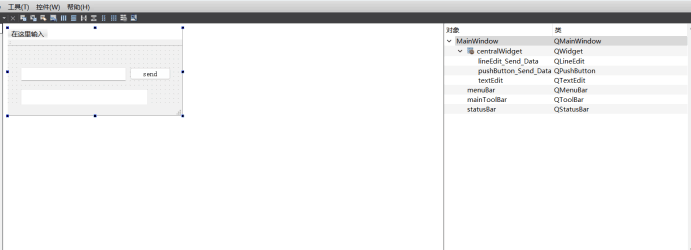 工具(T) 控件(W) 帮助(H)
在这里输入
send
对象 类
MainWindow QMainWindow
centralWidget QWidget
lineEdit_Send_Data QLineEdit
pushButton_Send_Data QPushButton
textEdit QTextEdit
menuBar QMenuBar
mainToolBar QToolBar
statusBar QStatusBar